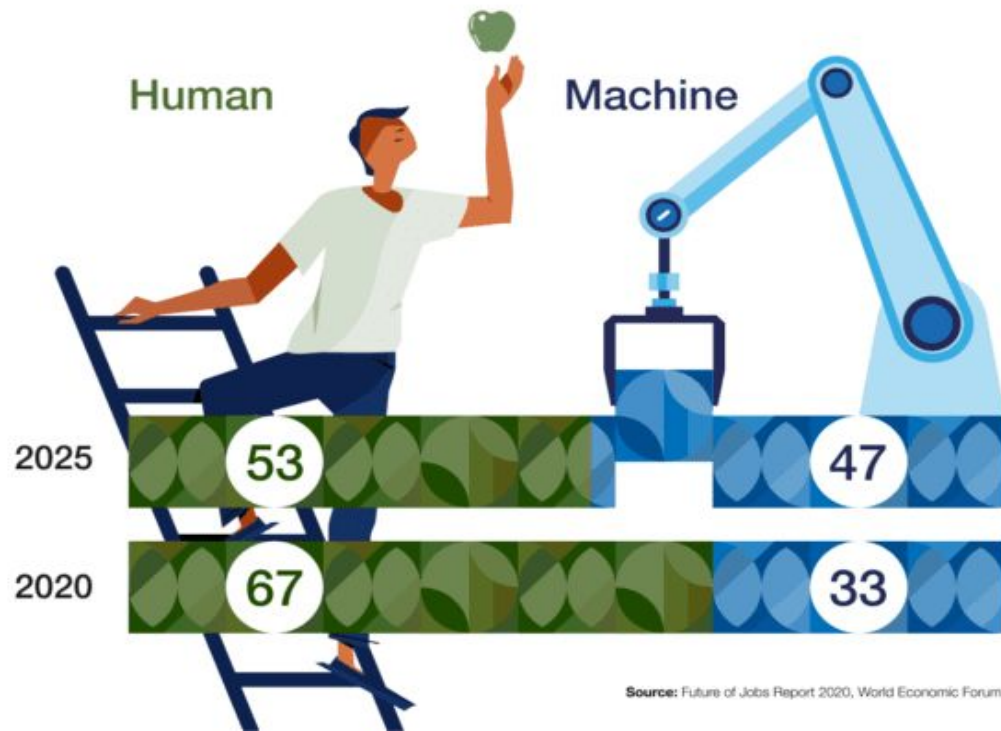 Human
Machine
2025
53
47
2020
67
33
Source: Future of Jobs Report 2020, World Economic Forum